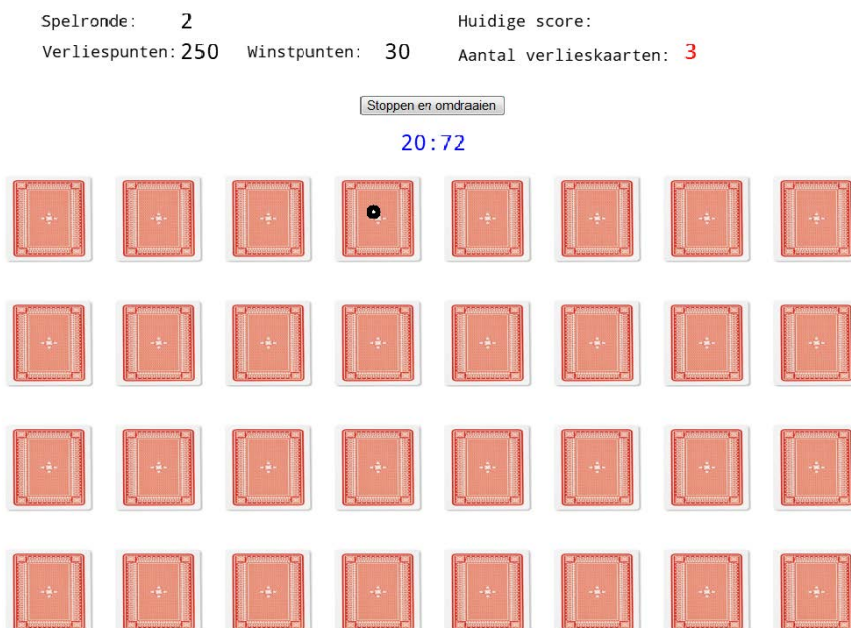 Spelronde: 2 Huidige score:
Verliespunten: 250 Winstpunten: 30 Aantal verlieskaarten: 3
Stoppen en omdraaien
20:72